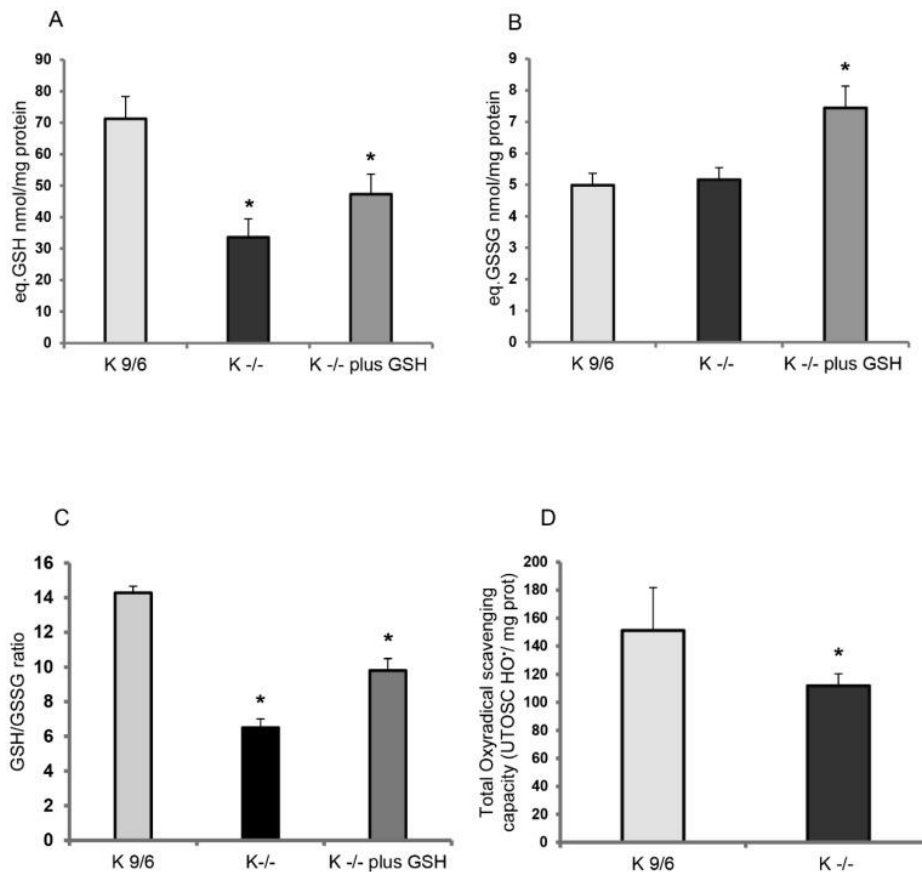 A
eq.GSH nmol/mg protein
90
80
70
60
50
40
30
20
10
0
*
*
K 9/6
K -/-
K -/- plus GSH
B
eq.GSSG nmol/mg protein
9
8
7
6
5
4
3
2
1
0
*
K 9/6
K -/-
K -/- plus GSH
C
GSH/GSSG ratio
16
14
12
10
8
6
4
2
0
*
*
K 9/6
K-/-
K -/- plus GSH
D
Total Oxyradical scavenging
capacity (UTOSC HO•/ mg prot)
200
180
160
140
120
100
80
60
40
20
0
*
K 9/6
K -/-